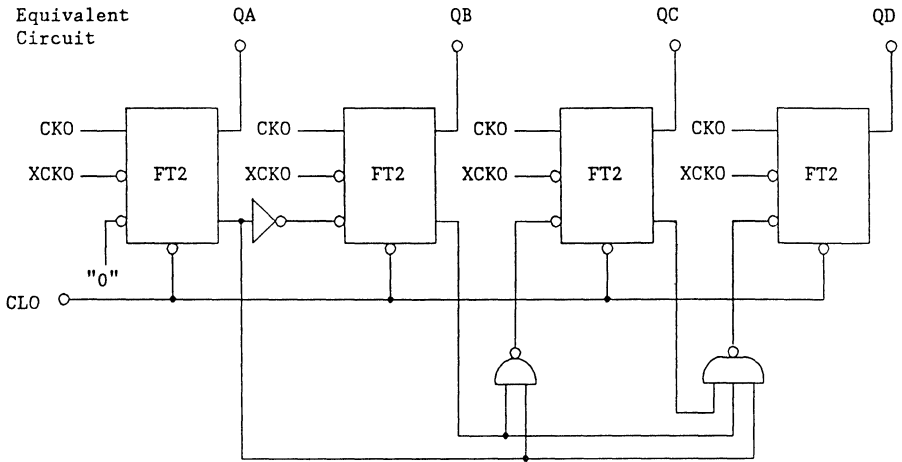 Equivalent
Circuit
QA QB QC QD
CKO CKO CKO CKO
XCKO FT2 XCKO FT2 XCKO FT2 XCKO FT2
"0"
CLO